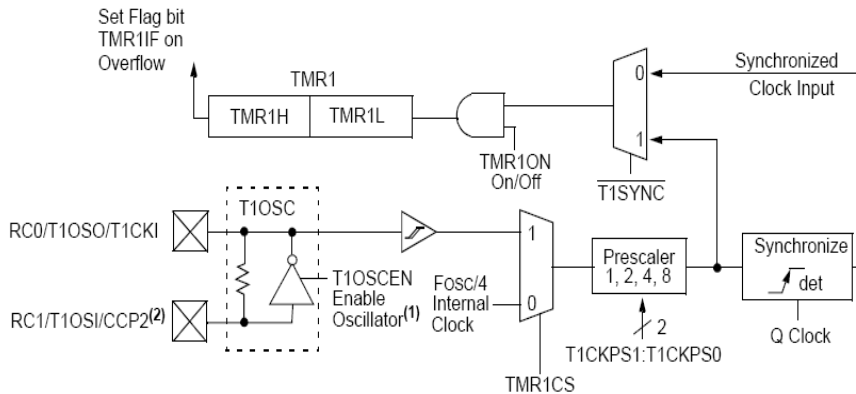 Set Flag bit
TMR1IF on
Overflow
TMR1
TMR1H
TMR1L
TMR1ON
On/Off
0
1
T1SYNC
Synchronized
Clock Input
RC0/T1OSO/T1CKI
T1OSC
RC1/T1OSI/CCP2(2)
T1OSCEN
Enable
Oscillator(1)
FOSC/4
Internal
Clock
1
0
TMR1CS
Prescaler
1, 2, 4, 8
2
T1CKPS1:T1CKPS0
Synchronize
det
Q Clock